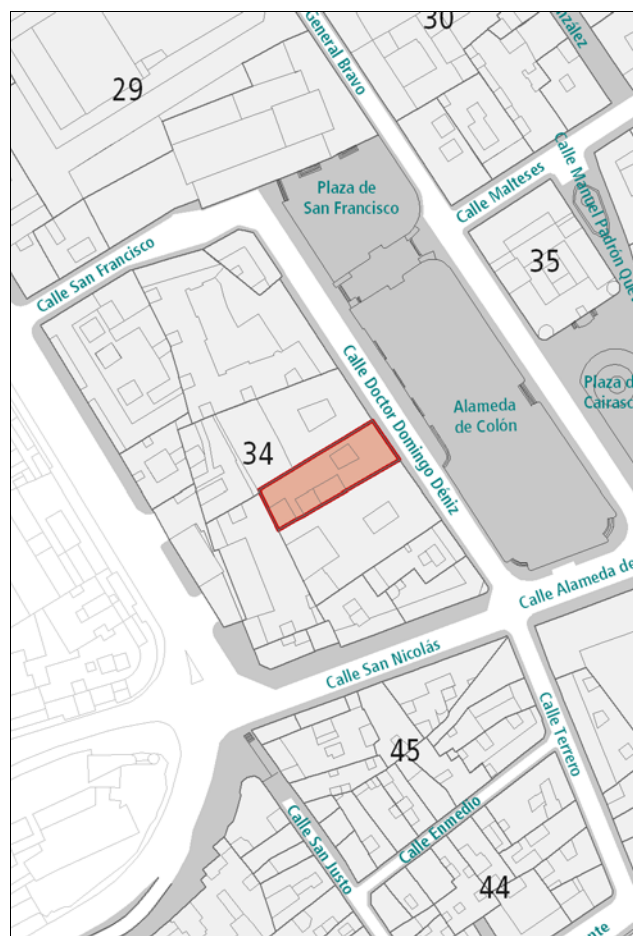 30
General Bravo
29
Plaza de
San Francisco
Calle Malteses
Calle Manuel Padrón
35
Calle San Francisco
Calle Doctor Domingo Déniz
Alameda
de Colón
Plaza
34
Calle Alameda de
Calle San Nicolás
45
Calle Terrero
Calle Enmedio
Calle San Justo
44